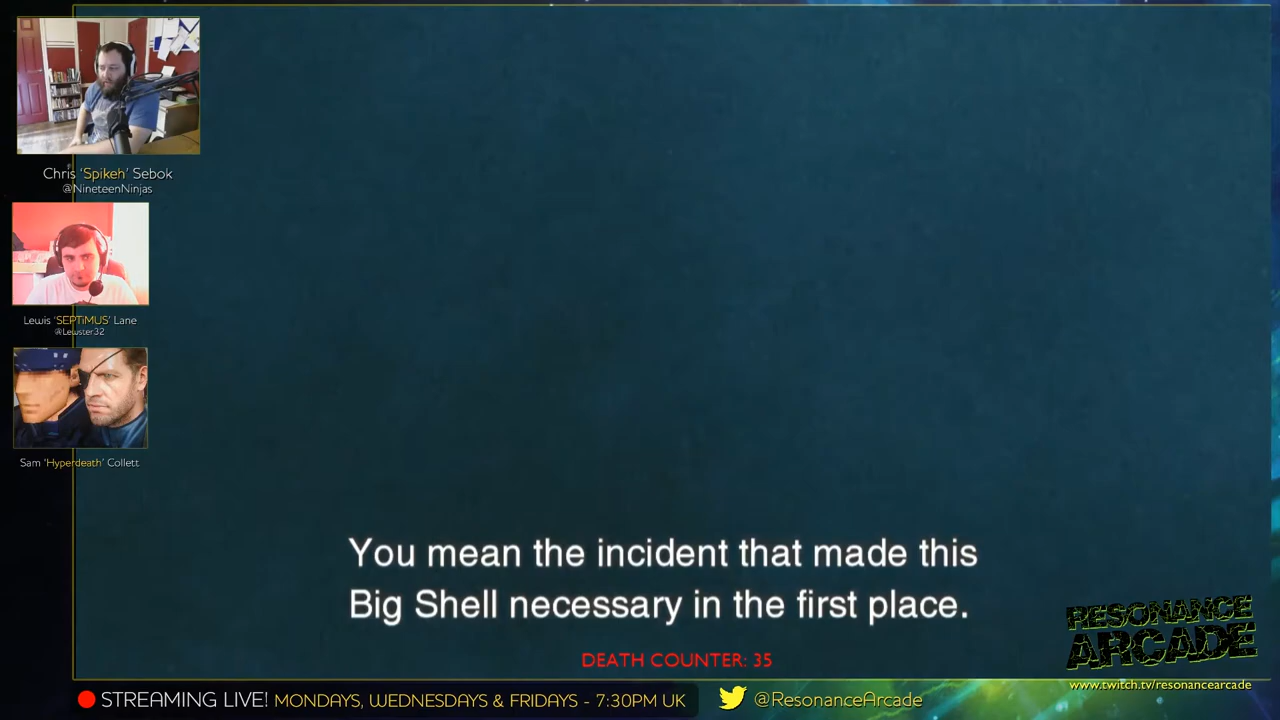 Chris 'Spikeh' Sebok
@NineteenNinjas
Lewis 'SEPTiMUS' Lane
@Lewster32
Sam 'Hyperdeath' Collett
You mean the incident that made this
Big Shell necessary in the first place.
DEATH COUNTER: 35
RESONANCE
ARCADE
www.twitch.tv/resonancearcade
STREAMING LIVE! MONDAYS, WEDNESDAYS & FRIDAYS - 7:30PM UK
@ResonanceArcade